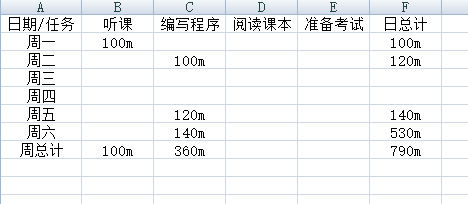 A B C D E F
日期/任务 听课 编写程序 阅读课本 准备考试 日总计
周一 100m 100m
周二 100m 120m
周三
周四
周五 120m 140m
周六 140m 530m
周总计 100m 360m 790m